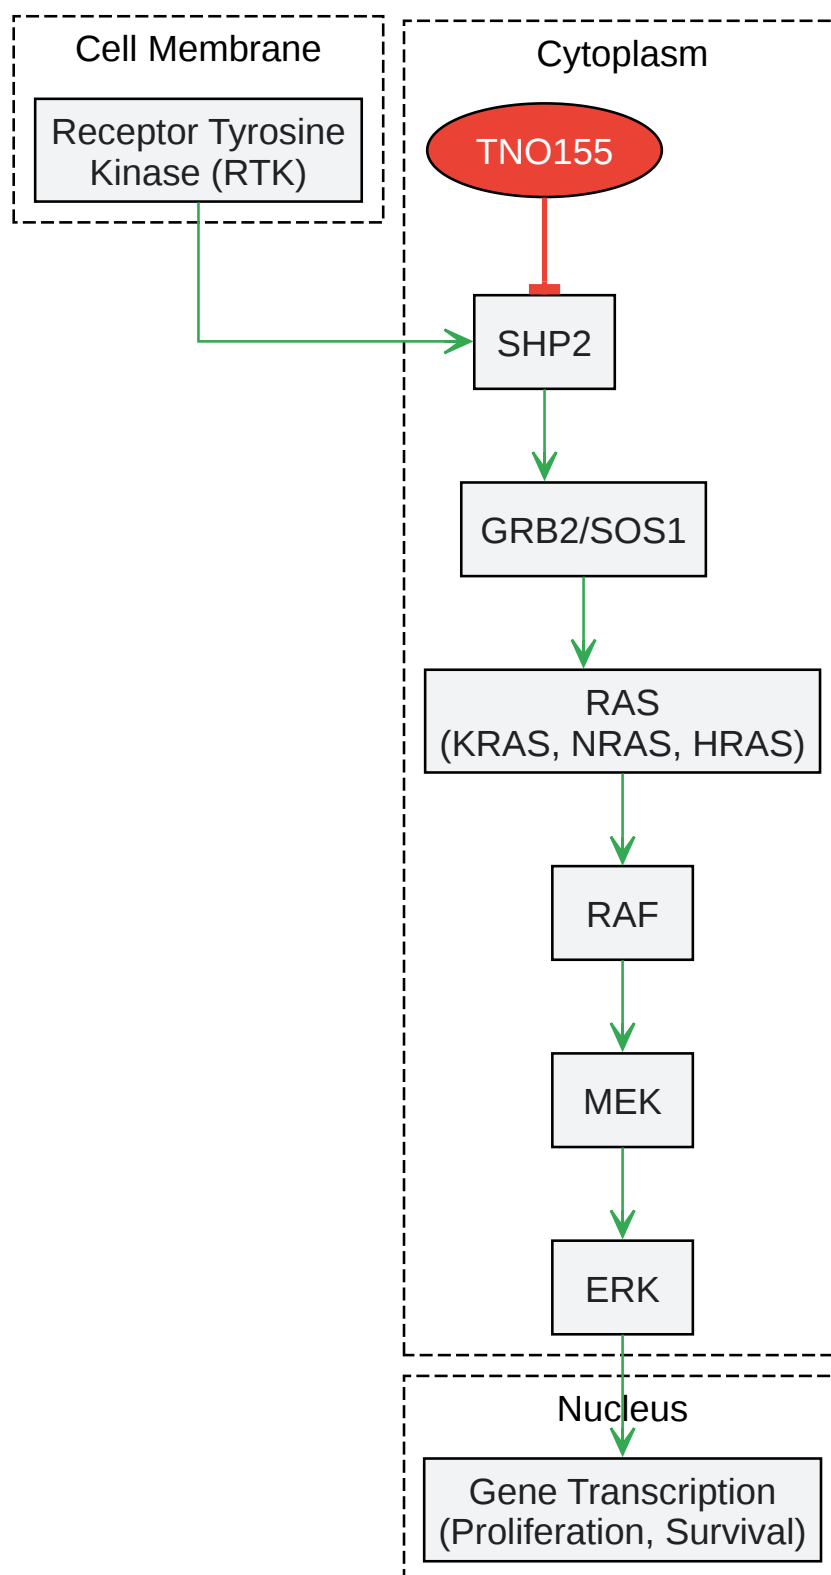 Cell Membrane
Receptor Tyrosine
Kinase (RTK)
Cytoplasm
TNO155
SHP2
GRB2/SOS1
RAS
(KRAS, NRAS, HRAS)
RAF
MEK
ERK
Nucleus
Gene Transcription
(Proliferation, Survival)